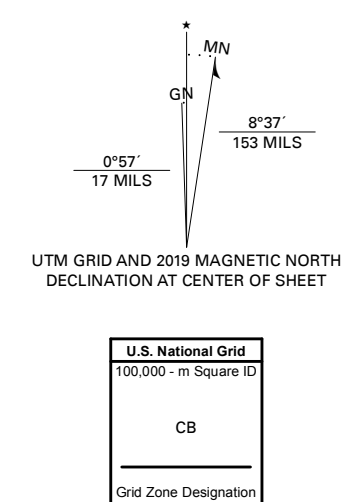 ★
MN
GN
8°37´
153 MILS
0°57´
17 MILS
UTM GRID AND 2019 MAGNETIC NORTH
DECLINATION AT CENTER OF SHEET
U.S. National Grid
100,000 - m Square ID
CB
Grid Zone Designation